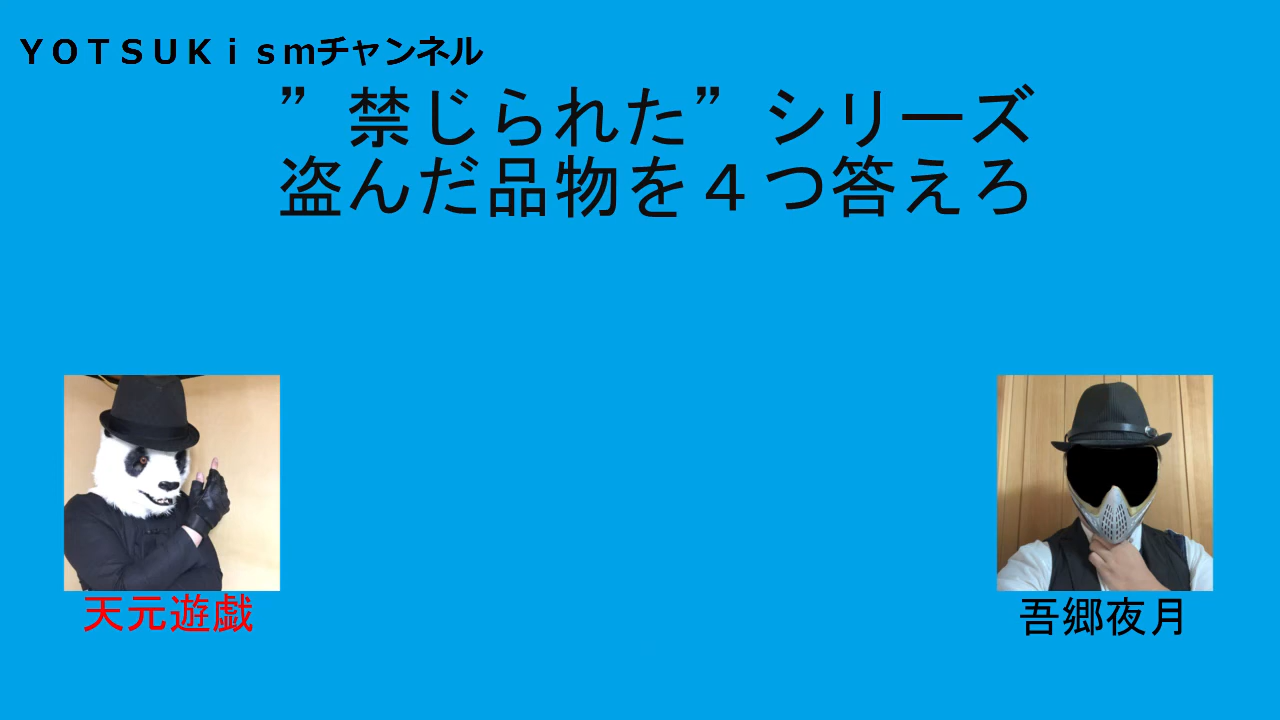 ＹＯＴＳＵＫｉｓｍチャンネル
”禁じられた”シリーズ
盗んだ品物を４つ答えろ
天元遊戯
吾郷夜月